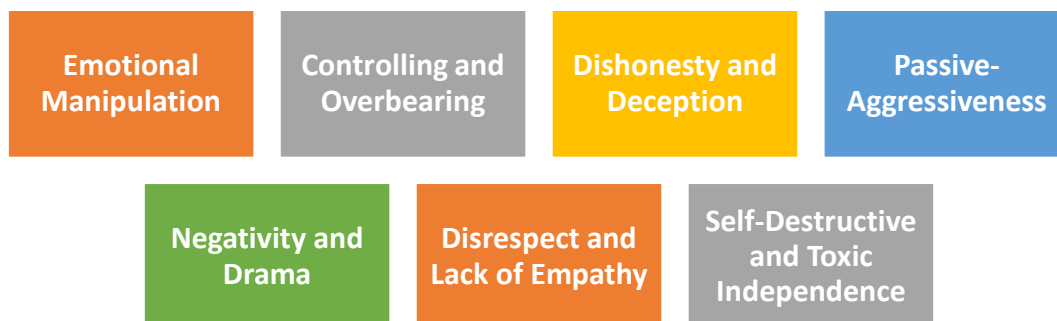 Emotional
Manipulation
Controlling and
Overbearing
Dishonesty and
Deception
Passive-
Aggressiveness
Negativity and
Drama
Disrespect and
Lack of Empathy
Self-Destructive
and Toxic
Independence